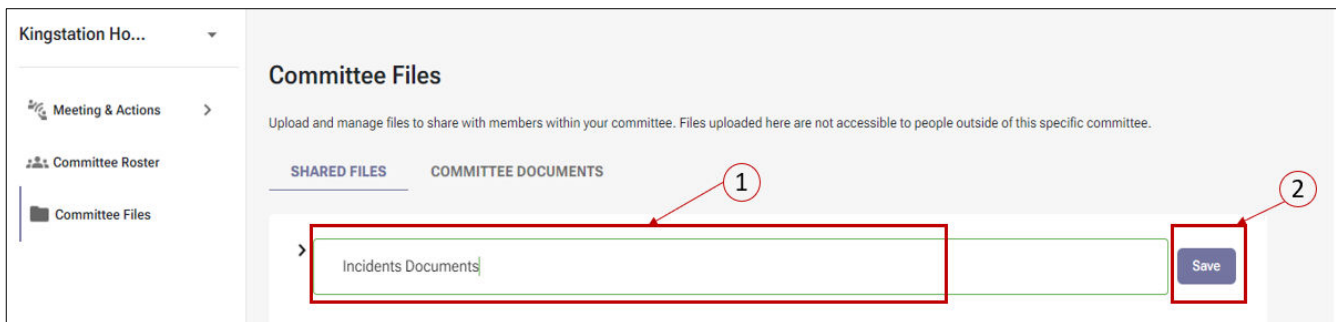 Kingstation Ho...
Meeting & Actions
Committee Roster
Committee Files
Committee Files
Upload and manage files to share with members within your committee. Files uploaded here are not accessible to people outside of this specific committee.
SHARED FILES COMMITTEE DOCUMENTS
1
2
Incidents Documents
Save